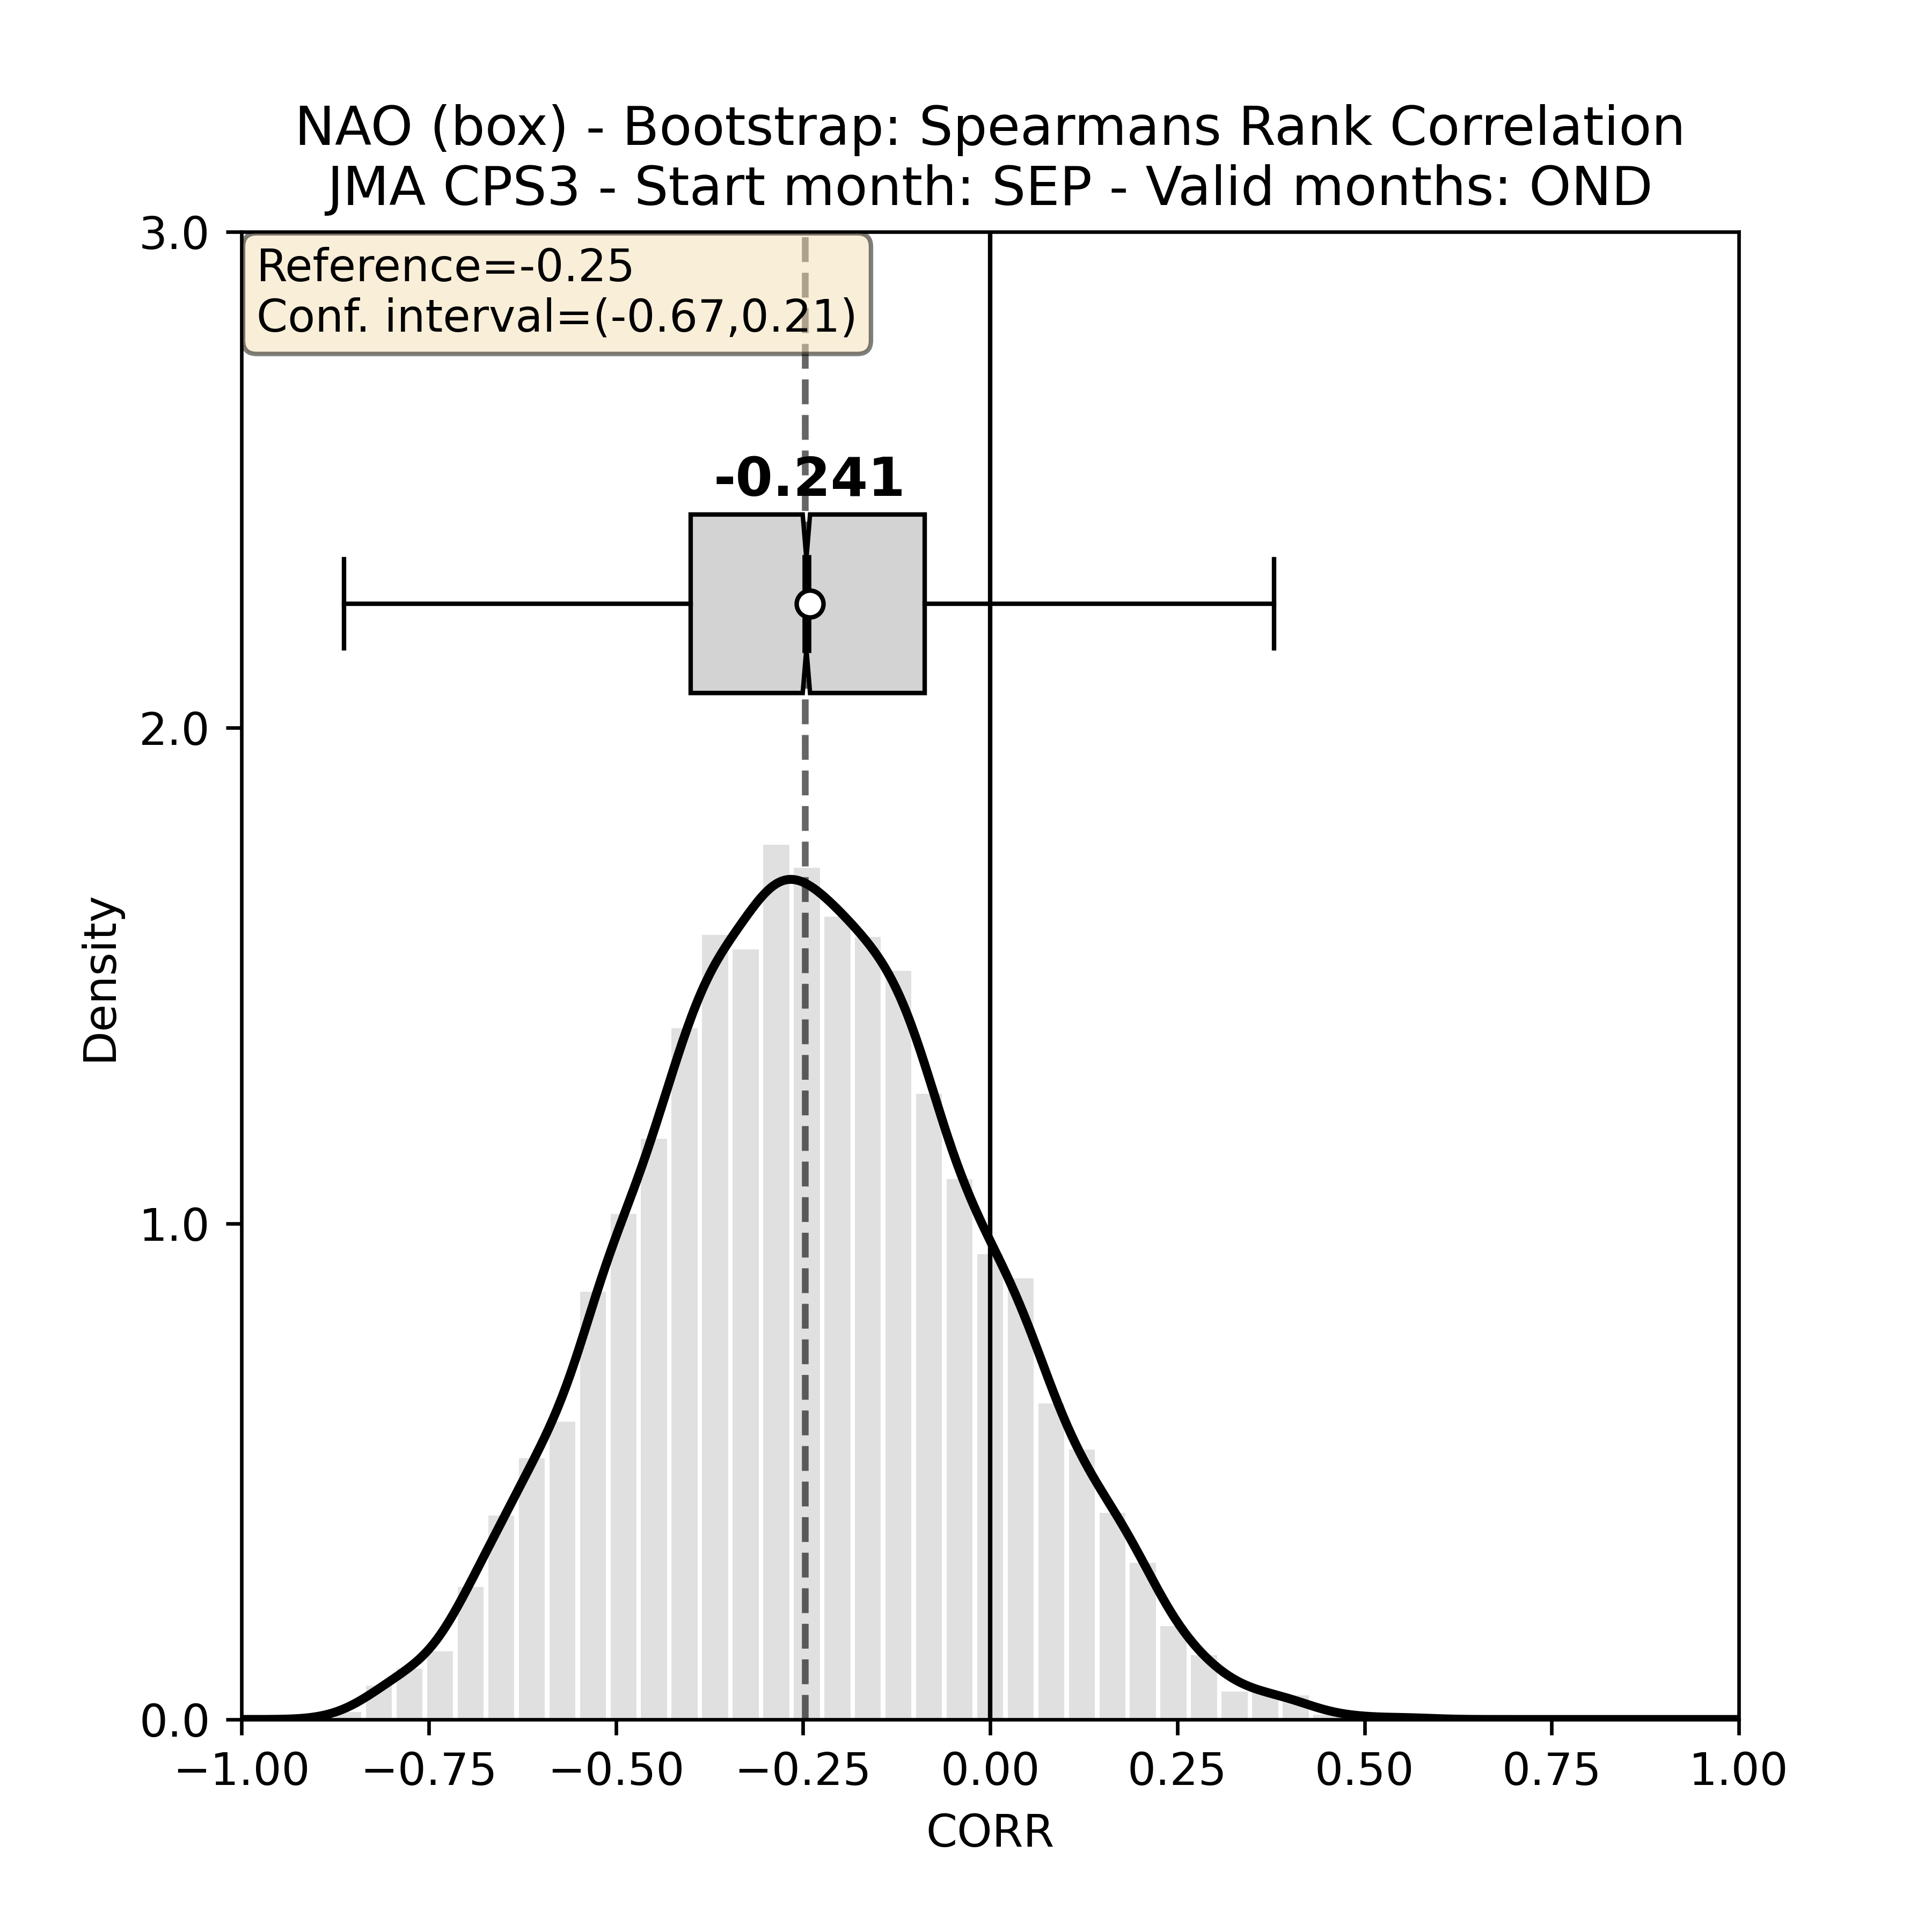 NAO (box) - Bootstrap: Spearmans Rank Correlation
JMA CPS3 - Start month: SEP - Valid months: OND
Reference=-0.25
Conf. interval=(-0.67,0.21)
-0.241
3.0
2.0
1.0
0.0
Density
−1.00 −0.75 −0.50 −0.25 0.00 0.25 0.50 0.75 1.00
CORR